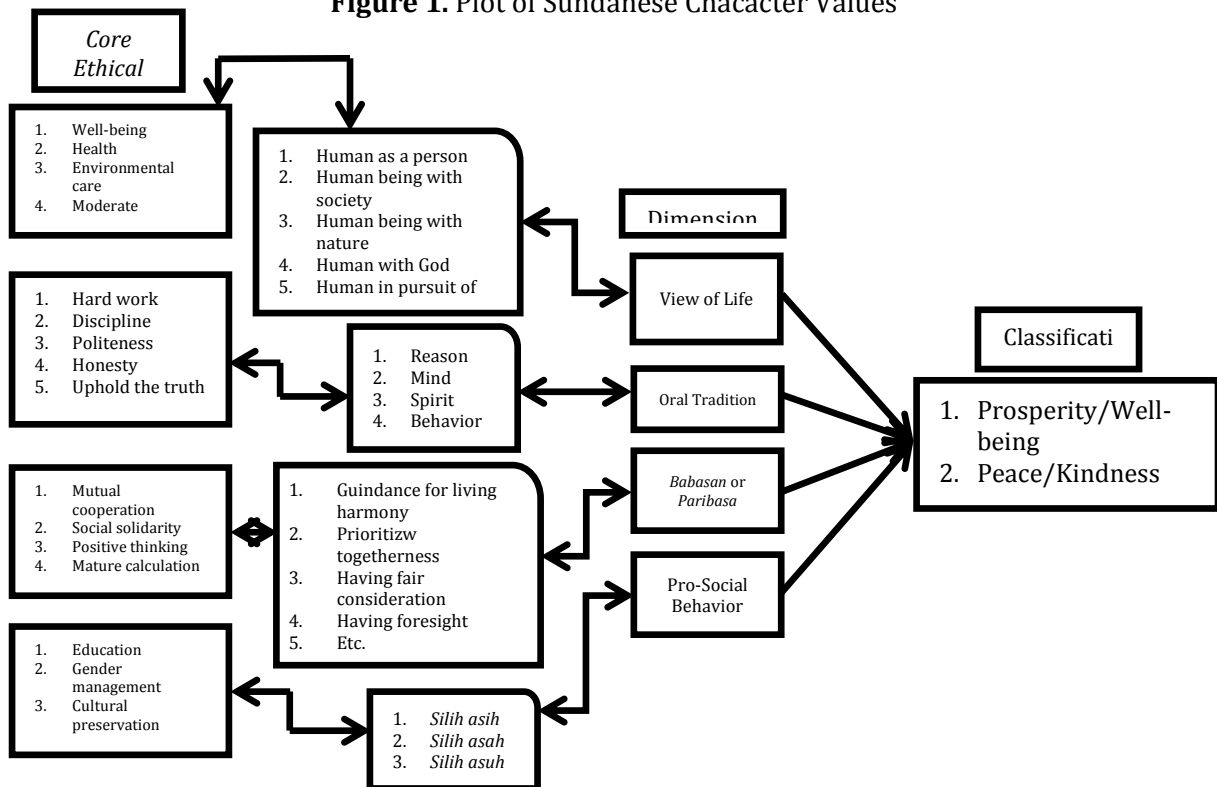 Figure 1. Plot of Sundanese Chacacter Values
Core
Ethical
1. Well-being
2. Health
3. Environmental
care
4. Moderate
1. Hard work
2. Discipline
3. Politeness
4. Honesty
5. Uphold the truth
1. Mutual
cooperation
2. Social solidarity
3. Positive thinking
4. Mature calculation
1. Education
2. Gender
management
3. Cultural
preservation
1. Human as a person
2. Human being with
society
3. Human being with
nature
4. Human with God
5. Human in pursuit of
1. Reason
2. Mind
3. Spirit
4. Behavior
1. Guindance for living
harmony
2. Prioritizw
togetherness
3. Having fair
consideration
4. Having foresight
5. Etc.
1. Silih asih
2. Silih asah
3. Silih asuh
Dimension
View of Life
Oral Tradition
Babasan or
Paribasa
Pro-Social
Behavior
Classificati
1. Prosperity/Well-
being
2. Peace/Kindness